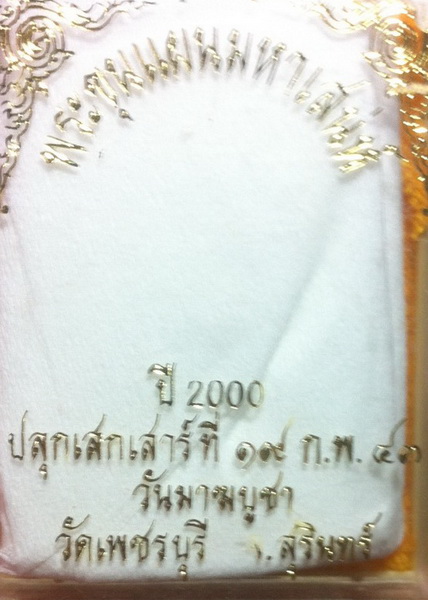 พระขุนแผนมหาเสน่ห์
ปี 2000
ปลุกเสกเสาร์ที่ ๑๙ ก.พ. ๔๓
วันมาฆบูชา
วัดเพชรบุรี จ.สุรินทร์